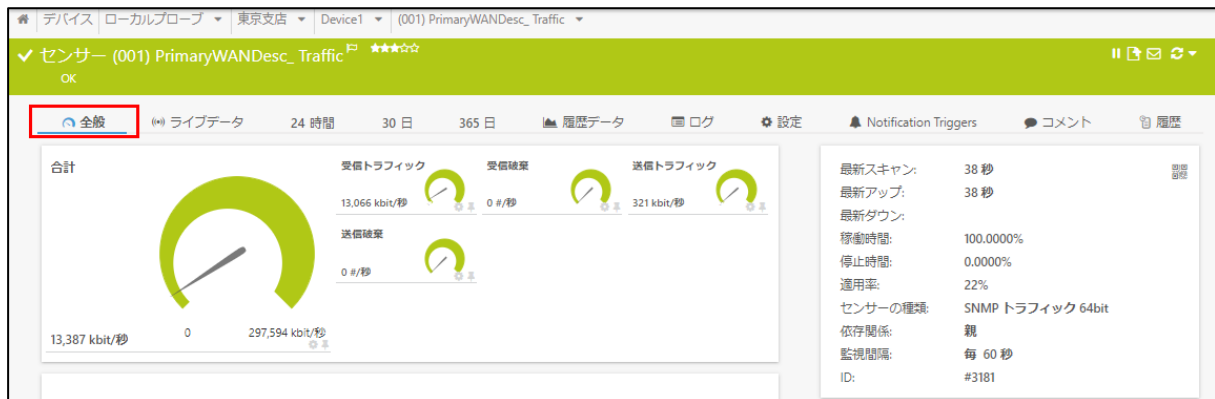 デバイス ローカルプローブ 東京支店 Device1 (001) PrimaryWANDesc_ Traffic
センサー (001) PrimaryWANDesc_ Traffic
OK
全般 ライブデータ 24 時間 30 日 365 日 履歴データ ログ 設定 Notification Triggers コメント 履歴
合計
13,387 kbit/秒
0
297,594 kbit/秒
受信トラフィック
13,066 kbit/秒
受信破棄
0 #/秒
送信トラフィック
321 kbit/秒
送信破棄
0 #/秒
最新スキャン: 38 秒
最新アップ: 38 秒
最新ダウン:
稼働時間: 100.0000%
停止時間: 0.0000%
適用率: 22%
センサーの種類: SNMP トラフィック 64bit
依存関係: 親
監視間隔: 毎 60 秒
ID: #3181